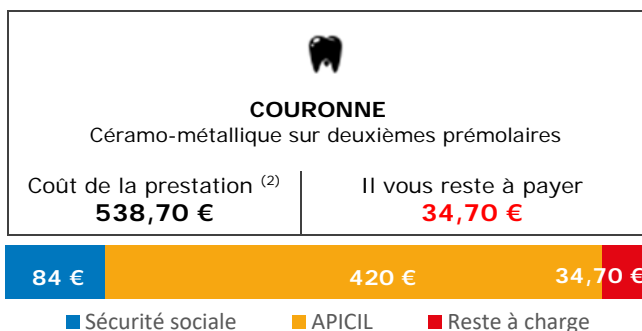 COURONNE
Céramo-métallique sur deuxièmes prémolaires
Coût de la prestation (2)
538,70 €
Il vous reste à payer
34,70 €
84 € 420 € 34,70 €
Sécurité sociale APICIL Reste à charge